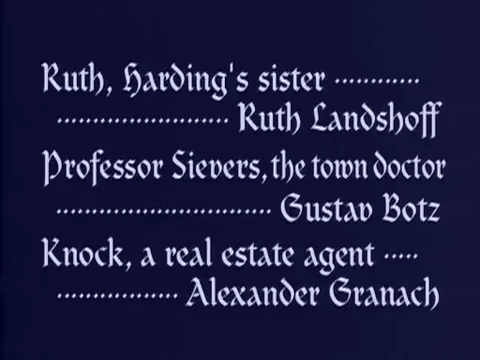 Ruth, Harding's sister ············
························ Ruth Landshoff
Professor Sievers, the town doctor
······························ Gustav Botz
Knock, a real estate agent ·····
················· Alexander Granach